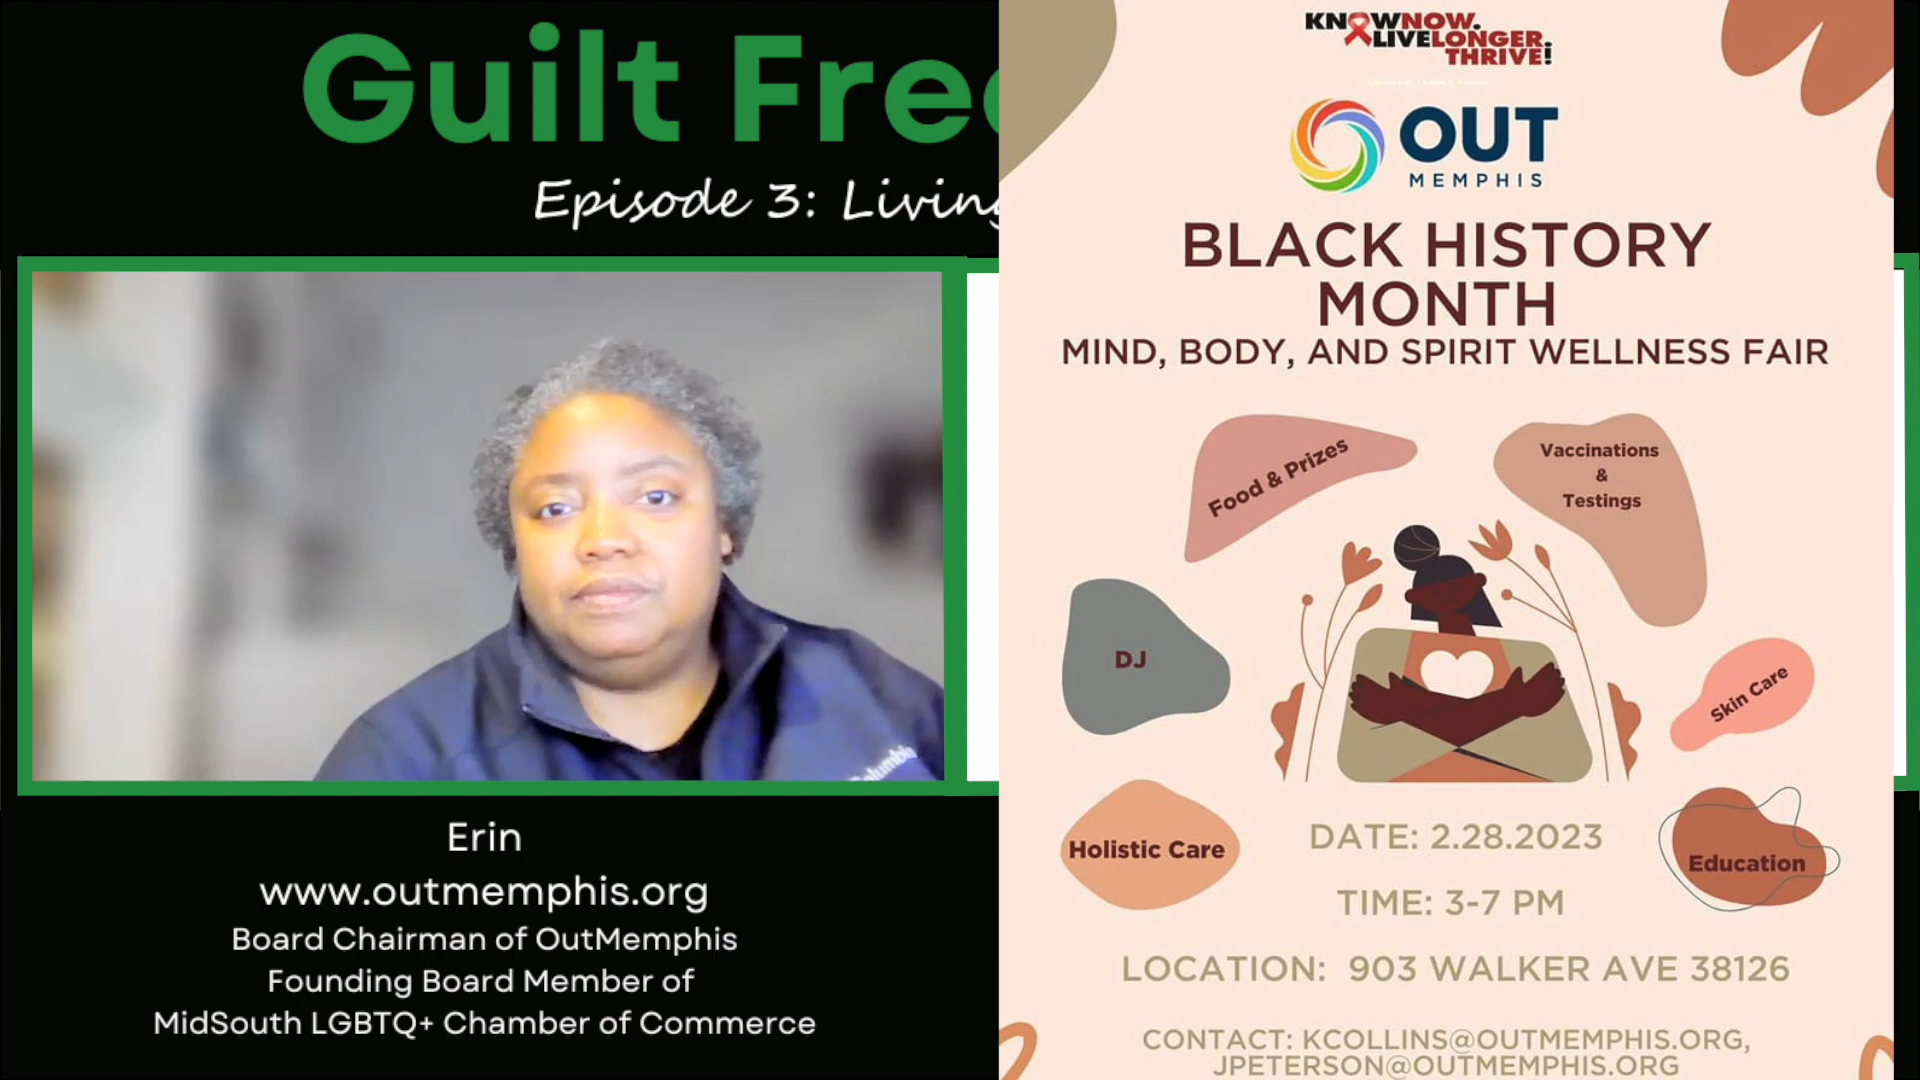 Guilt Free
Episode 3: Living
Columbia
Erin
www.outmemphis.org
Board Chairman of OutMemphis
Founding Board Member of
MidSouth LGBTQ+ Chamber of Commerce
KNOWNOW.
LIVELONGER.
THRIVE!
OUT
MEMPHIS
BLACK HISTORY
MONTH
MIND, BODY, AND SPIRIT WELLNESS FAIR
Food & Prizes
Vaccinations
&
Testings
DJ
Skin Care
Holistic Care
Education
DATE: 2.28.2023
TIME: 3-7 PM
LOCATION: 903 WALKER AVE 38126
CONTACT: KCOLLINS@OUTMEMPHIS.ORG,
JPETERSON@OUTMEMPHIS.ORG